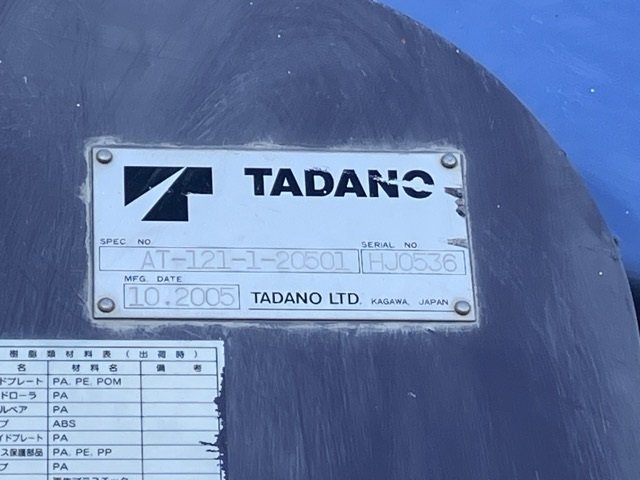 TADANO
SPEC NO. SERIAL NO.
AT-121-1-20501 HJ0536
MFG. DATE
10.2005 TADANO LTD. KAGAWA, JAPAN
樹脂類材料表(出荷時)
名 材料名 備考
ドプレート PA, PE, POM
ドローラ PA
ルベア PA
プ ABS
イドプレート PA
ス保護部品 PA, PE, PP
プ PA